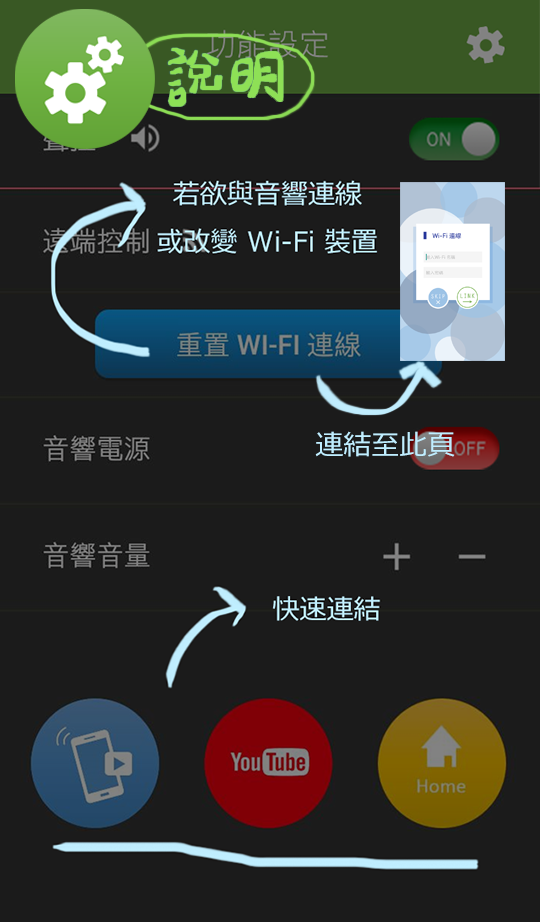 功能設定
說明
ON
若欲與音響連線
遠端控制
或改變 Wi-Fi 裝置
Wi-Fi 連線
SKIP
LINK
重置 WI-FI 連線
連結至此頁
音響電源
OFF
音響音量
快速連結
YouTube
Home